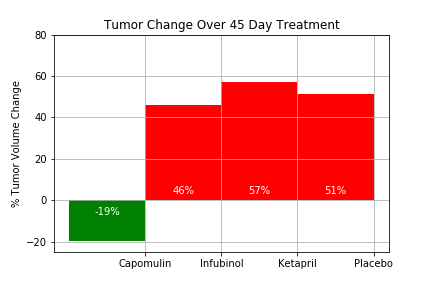 Tumor Change Over 45 Day Treatment
% Tumor Volume Change
80
60
40
20
0
−20
-19%
46%
57%
51%
Capomulin
Infubinol
Ketapril
Placebo